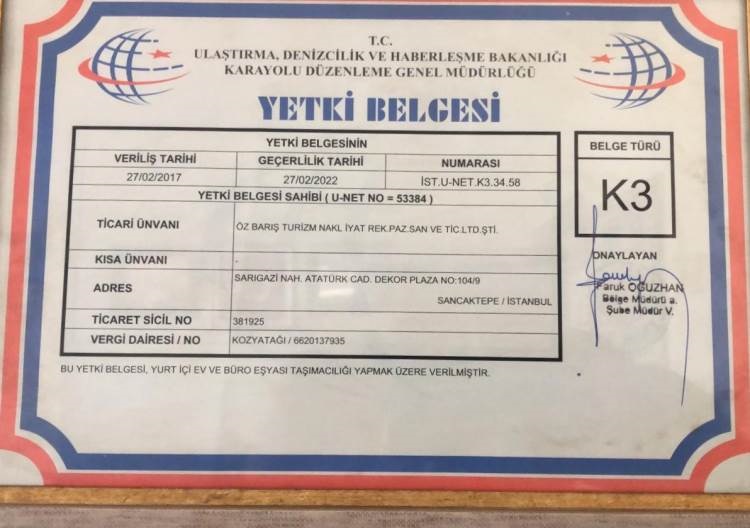 T.C.
ULAŞTIRMA, DENİZCİLİK VE HABERLEŞME BAKANLIĞI
KARAYOLU DÜZENLEME GENEL MÜDÜRLÜĞÜ
YETKİ BELGESİ
YETKİ BELGESİNİN
VERİLİŞ TARİHİ GEÇERLİLİK TARİHİ NUMARASI
27/02/2017 27/02/2022 İST.U-NET.K3.34.58
YETKİ BELGESİ SAHİBİ ( U-NET NO = 53384 )
TİCARİ ÜNVANI ÖZ BARIŞ TURİZM NAKL İYAT REK.PAZ.SAN VE TİC.LTD.ŞTİ.
KISA ÜNVANI -
ADRES SARIGAZİ NAH. ATATÜRK CAD. DEKOR PLAZA NO:104/9
SANCAKTEPE / İSTANBUL
TİCARET SİCİL NO 381925
VERGİ DAİRESİ / NO KOZYATAĞI / 6620137935
BU YETKİ BELGESİ, YURT İÇİ EV VE BÜRO EŞYASI TAŞIMACILIĞI YAPMAK ÜZERE VERİLMİŞTİR.
BELGE TÜRÜ
K3
ONAYLAYAN
Faruk OĞUZHAN
Bölge Müdürü a.
Şube Müdür V.